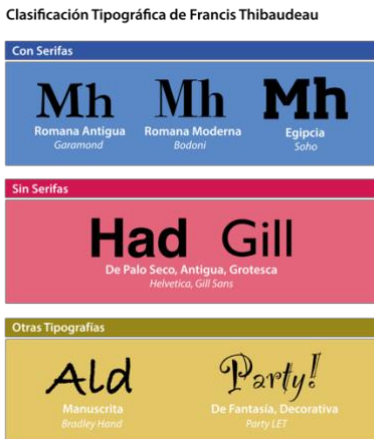 Clasificación Tipográfica de Francis Thibaudeau
Con Serifas
Mh Mh Mh
Romana Antigua Romana Moderna Egipcia
Garamond Bodoni Soho
Sin Serifas
Had Gill
De Palo Seco, Antigua, Grotesca
Helvetica, Gill Sans
Otras Tipografías
Ald Party!
Manuscrita De Fantasía, Decorativa
Bradley Hand Party LET